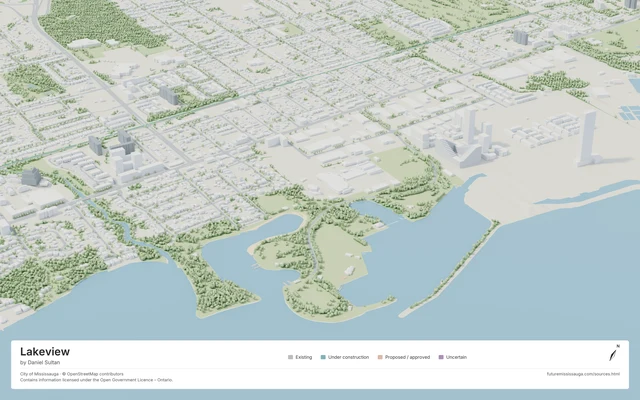 Lakeview
by Daniel Sultan
Existing
Under construction
Proposed / approved
Uncertain
N
City of Mississauga · © OpenStreetMap contributors
Contains information licensed under the Open Government Licence – Ontario.
futuremississauga.com/sources.html